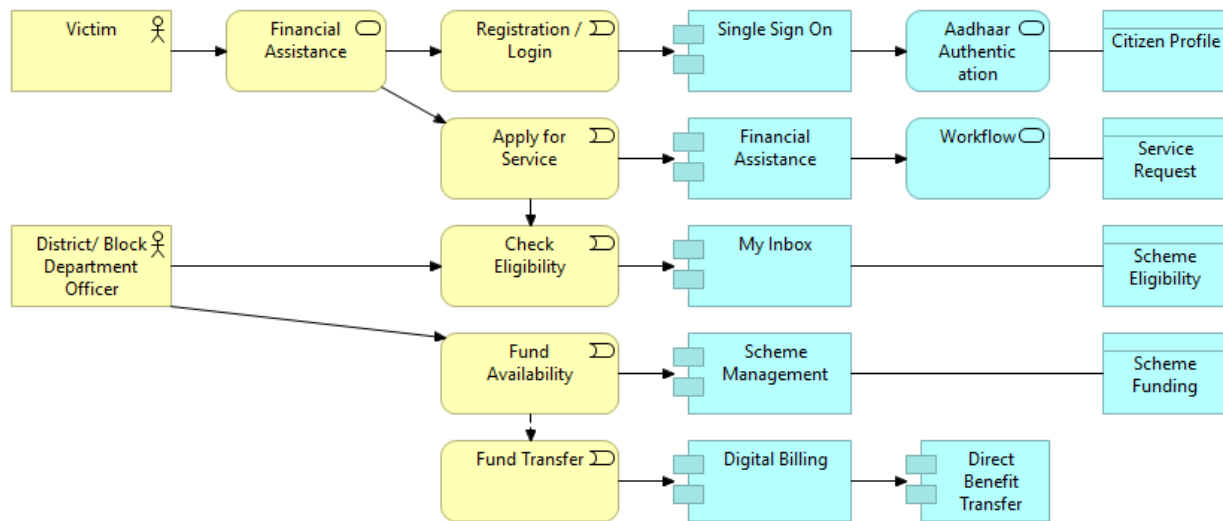 Victim
Financial
Assistance
Registration /
Login
Single Sign On
Aadhaar
Authentic
ation
Citizen Profile
Apply for
Service
Financial
Assistance
Workflow
Service
Request
District/ Block
Department
Officer
Check
Eligibility
My Inbox
Scheme
Eligibility
Fund
Availability
Scheme
Management
Scheme
Funding
Fund Transfer
Digital Billing
Direct
Benefit
Transfer